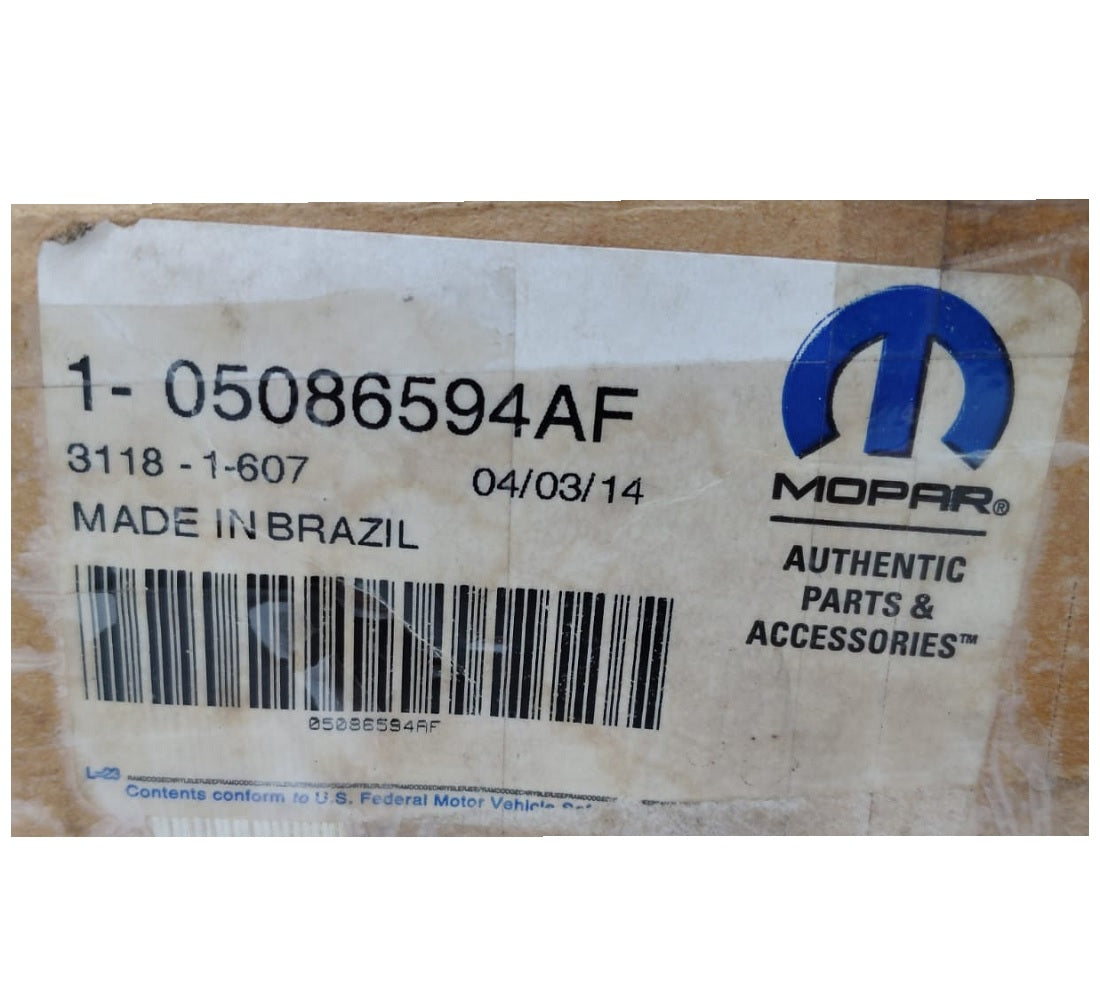 1- 05086594AF
3118 - 1-607 04/03/14
MADE IN BRAZIL
05086594AF
MOPAR®
AUTHENTIC
PARTS &
ACCESSORIES™
L-23
Contents conform to U.S. Federal Motor Vehicle